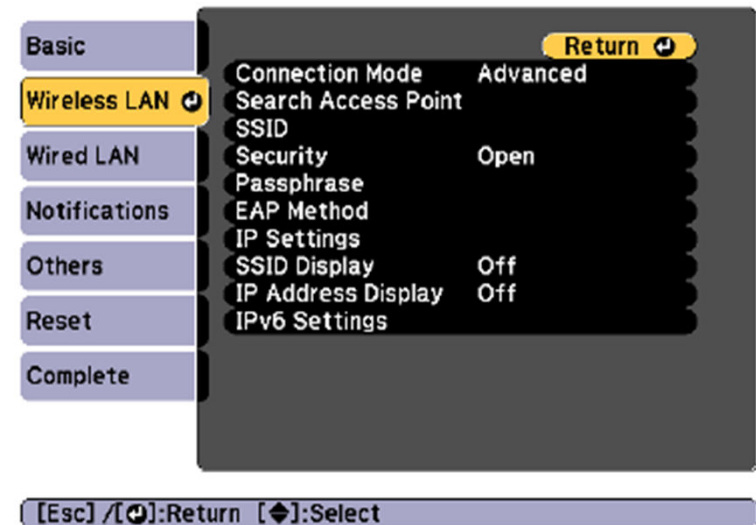 Basic
Wireless LAN
Wired LAN
Notifications
Others
Reset
Complete
Return
Connection Mode Advanced
Search Access Point
SSID
Security Open
Passphrase
EAP Method
IP Settings
SSID Display Off
IP Address Display Off
IPv6 Settings
[Esc] /[⏎]:Return [◆]:Select